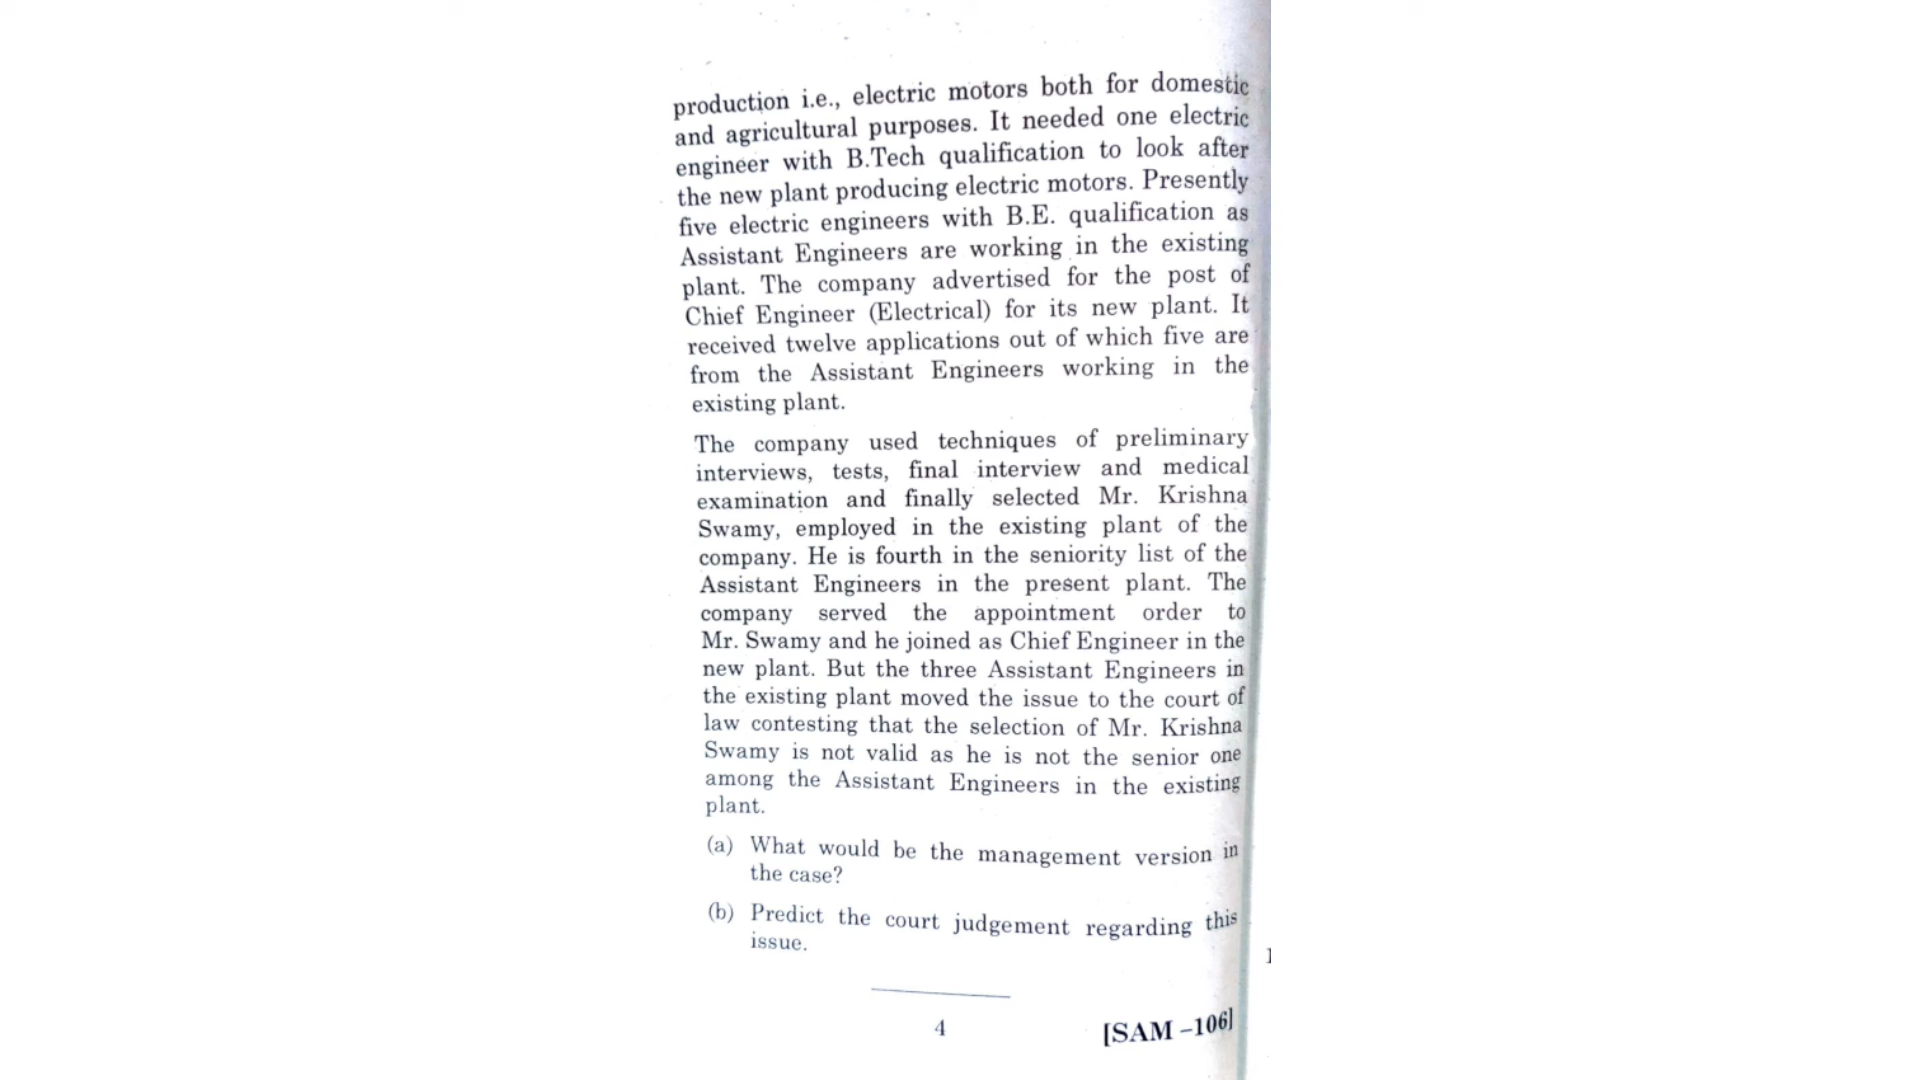 production i.e., electric motors both for domestic
and agricultural purposes. It needed one electric
engineer with B.Tech qualification to look after
the new plant producing electric motors. Presently
five electric engineers with B.E. qualification as
Assistant Engineers are working in the existing
plant. The company advertised for the post of
Chief Engineer (Electrical) for its new plant. It
received twelve applications out of which five are
from the Assistant Engineers working in the
existing plant.
The company used techniques of preliminary
interviews, tests, final interview and medical
examination and finally selected Mr. Krishna
Swamy, employed in the existing plant of the
company. He is fourth in the seniority list of the
Assistant Engineers in the present plant. The
company served the appointment order to
Mr. Swamy and he joined as Chief Engineer in the
new plant. But the three Assistant Engineers in
the existing plant moved the issue to the court of
law contesting that the selection of Mr. Krishna
Swamy is not valid as he is not the senior one
among the Assistant Engineers in the existing
plant.
(a) What would be the management version in
the case?
(b) Predict the court judgement regarding this
issue.
4
[SAM –106]